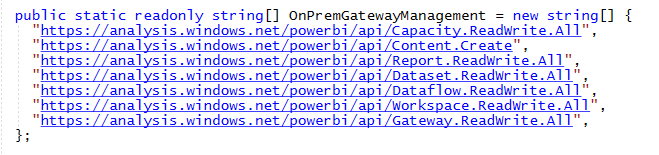 public static readonly string[] OnPremGatewayManagement = new string[] {
"https://analysis.windows.net/powerbi/api/Capacity.ReadWrite.All",
"https://analysis.windows.net/powerbi/api/Content.Create",
"https://analysis.windows.net/powerbi/api/Report.ReadWrite.All",
"https://analysis.windows.net/powerbi/api/Dataset.ReadWrite.All",
"https://analysis.windows.net/powerbi/api/Dataflow.ReadWrite.All",
"https://analysis.windows.net/powerbi/api/Workspace.ReadWrite.All",
"https://analysis.windows.net/powerbi/api/Gateway.ReadWrite.All",
};